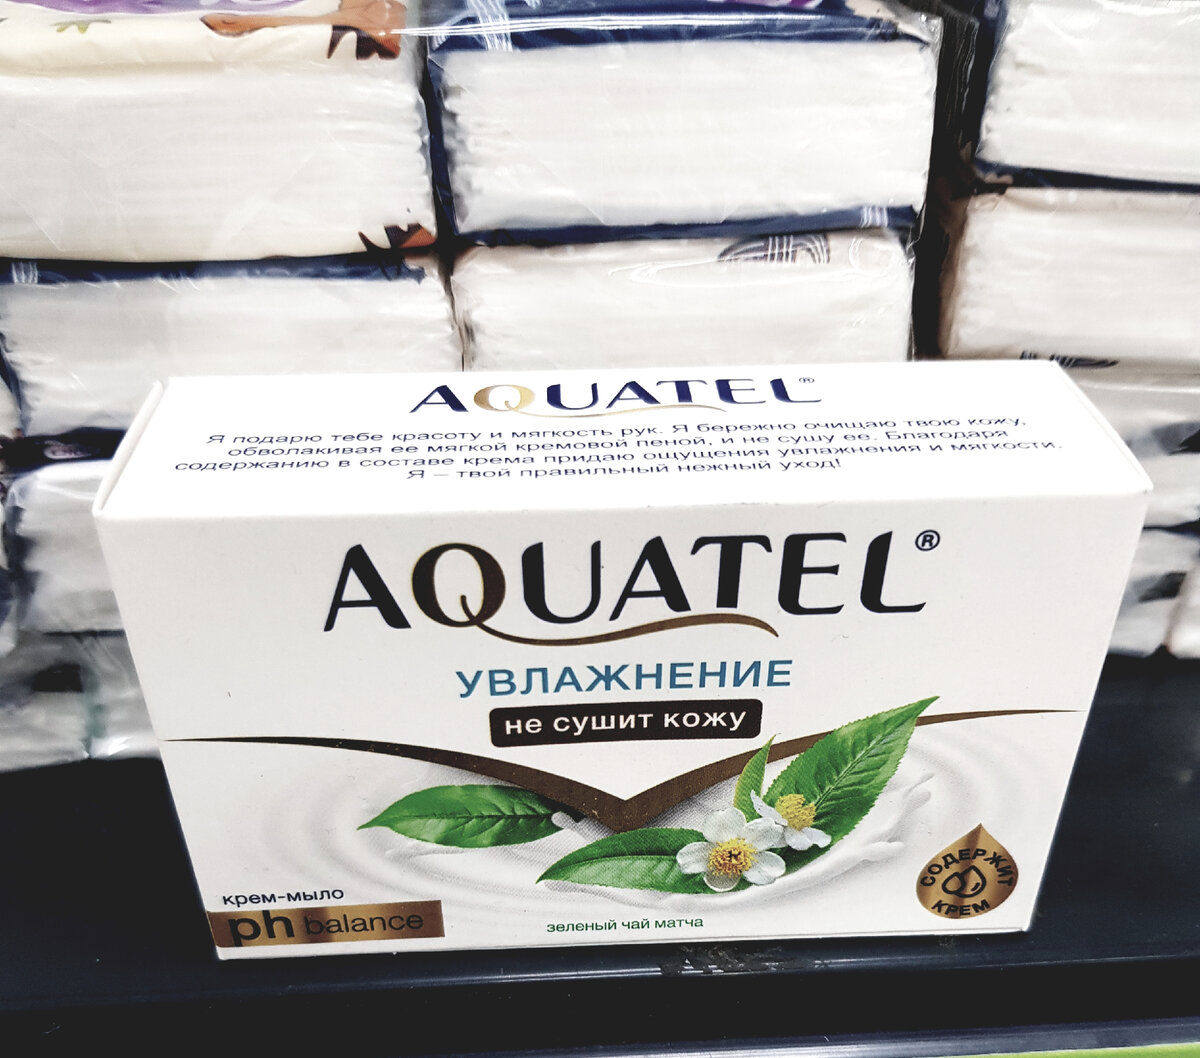 AQUATEL®
Я подарю тебе красоту и мягкость рук. Я бережно очищаю твою кожу,
обволакивая ее мягкой кремовой пеной, и не сушу ее. Благодаря
содержанию в составе крема придаю ощущения увлажнения и мягкости.
Я – твой правильный нежный уход!
AQUATEL®
УВЛАЖНЕНИЕ
не сушит кожу
крем-мыло
ph balance
зеленый чай матча
СОДЕРЖИТ
КРЕМ